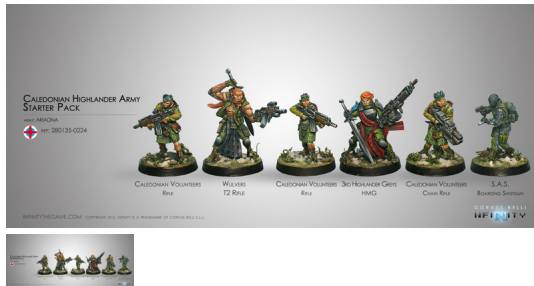 Caledonian Highlander Army
Starter Pack
ARMY: ARIADNA
REF: 280135-0224
Caledonian Volunteers
Rifle
Wulvers
T2 Rifle
Caledonian Volunteers
Rifle
3rd Highlander Greys
HMG
Caledonian Volunteers
Chain Rifle
S.A.S.
Boarding Shotgun
INFINITYTHEGAME.COM
CORVUS BELLI
INFINITY